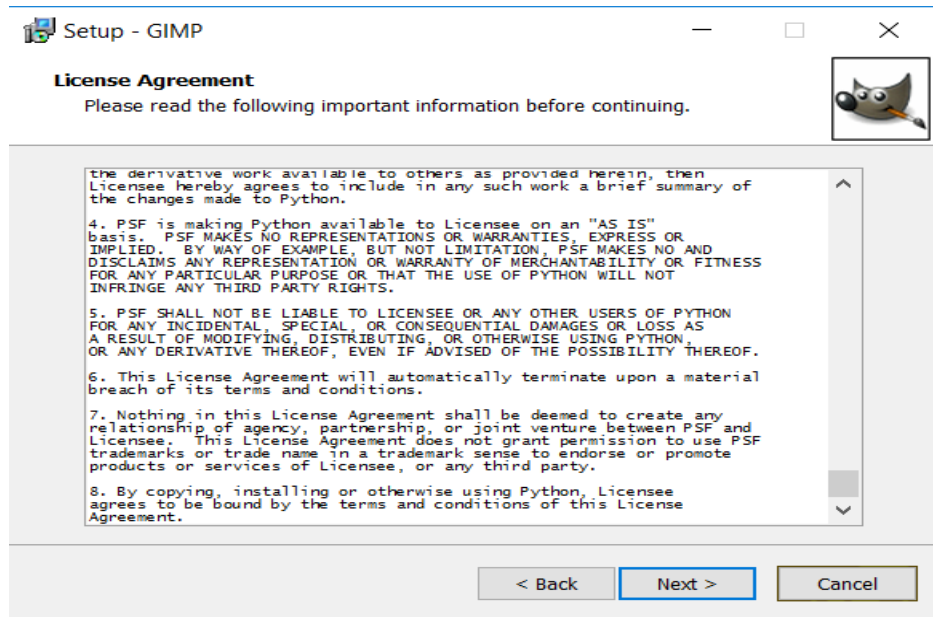 Setup - GIMP
License Agreement
Please read the following important information before continuing.
the derivative work available to others as provided herein, then
Licensee hereby agrees to include in any such work a brief summary of
the changes made to Python.
4. PSF is making Python available to Licensee on an "AS IS"
basis.  PSF MAKES NO REPRESENTATIONS OR WARRANTIES, EXPRESS OR
IMPLIED.  BY WAY OF EXAMPLE, BUT NOT LIMITATION, PSF MAKES NO AND
DISCLAIMS ANY REPRESENTATION OR WARRANTY OF MERCHANTABILITY OR FITNESS
FOR ANY PARTICULAR PURPOSE OR THAT THE USE OF PYTHON WILL NOT
INFRINGE ANY THIRD PARTY RIGHTS.
5. PSF SHALL NOT BE LIABLE TO LICENSEE OR ANY OTHER USERS OF PYTHON
FOR ANY INCIDENTAL, SPECIAL, OR CONSEQUENTIAL DAMAGES OR LOSS AS
A RESULT OF MODIFYING, DISTRIBUTING, OR OTHERWISE USING PYTHON,
OR ANY DERIVATIVE THEREOF, EVEN IF ADVISED OF THE POSSIBILITY THEREOF.
6. This License Agreement will automatically terminate upon a material
breach of its terms and conditions.
7. Nothing in this License Agreement shall be deemed to create any
relationship of agency, partnership, or joint venture between PSF and
Licensee.  This License Agreement does not grant permission to use PSF
trademarks or trade name in a trademark sense to endorse or promote
products or services of Licensee, or any third party.
8. By copying, installing or otherwise using Python, Licensee
agrees to be bound by the terms and conditions of this License
Agreement.
< Back Next > Cancel